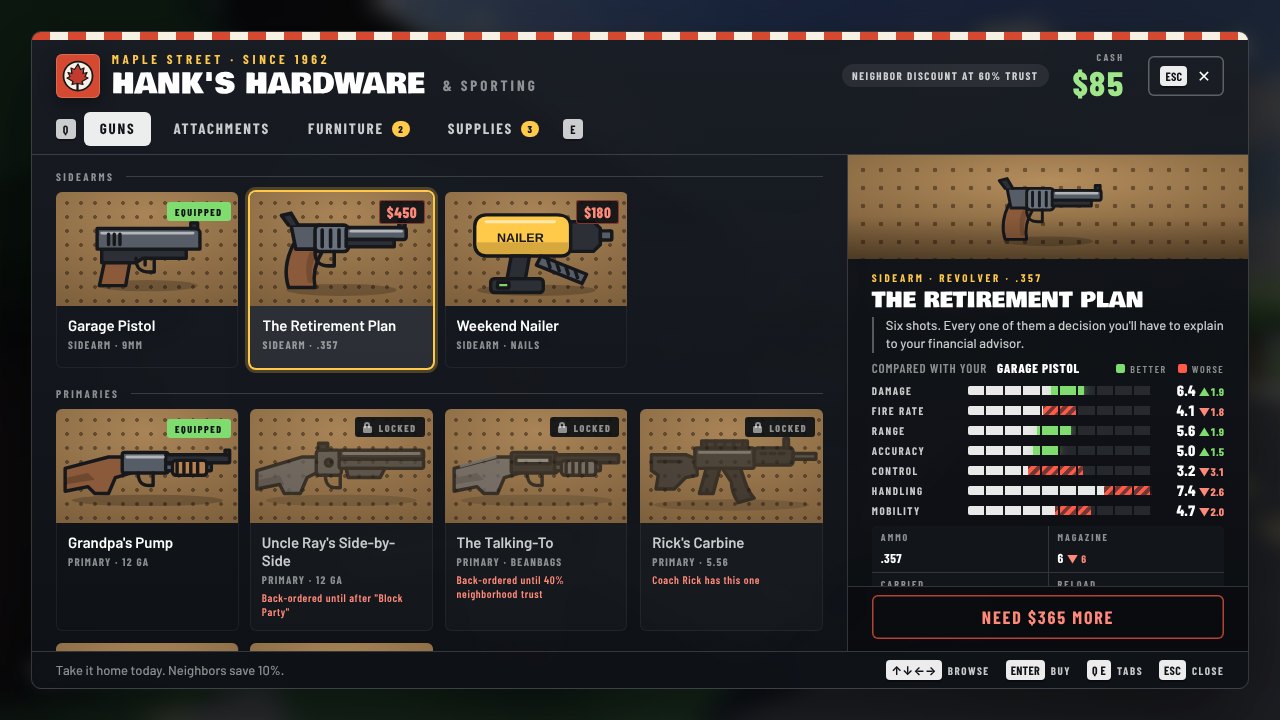 MAPLE STREET · SINCE 1962
HANK'S HARDWARE & SPORTING
NEIGHBOR DISCOUNT AT 60% TRUST
CASH
$85
ESC ✕
Q GUNS ATTACHMENTS FURNITURE 2 SUPPLIES 3 E
SIDEARMS
EQUIPPED
Garage Pistol
SIDEARM · 9MM
$450
The Retirement Plan
SIDEARM · .357
$180
NAILER
Weekend Nailer
SIDEARM · NAILS
PRIMARIES
EQUIPPED
Grandpa's Pump
PRIMARY · 12 GA
LOCKED
Uncle Ray's Side-by-
Side
PRIMARY · 12 GA
Back-ordered until after "Block
Party"
LOCKED
The Talking-To
PRIMARY · BEANBAGS
Back-ordered until 40%
neighborhood trust
LOCKED
Rick's Carbine
PRIMARY · 5.56
Coach Rick has this one
SIDEARM · REVOLVER · .357
THE RETIREMENT PLAN
Six shots. Every one of them a decision you'll have to explain
to your financial advisor.
COMPARED WITH YOUR GARAGE PISTOL BETTER WORSE
DAMAGE 6.4 ▲1.9
FIRE RATE 4.1 ▼1.8
RANGE 5.6 ▲1.9
ACCURACY 5.0 ▲1.5
CONTROL 3.2 ▼3.1
HANDLING 7.4 ▼2.6
MOBILITY 4.7 ▼2.0
AMMO
.357
MAGAZINE
6 ▼ 6
CARRIED RELOAD
NEED $365 MORE
Take it home today. Neighbors save 10%.
↑↓←→ BROWSE ENTER BUY Q E TABS ESC CLOSE